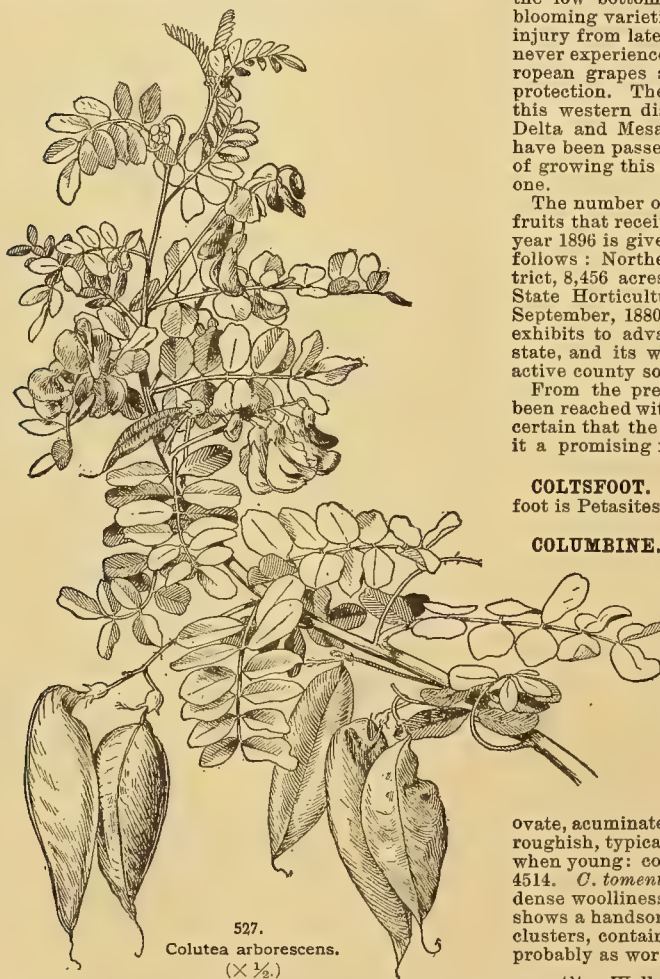 the low bottom
blooming varieti
injury from late
never experience
ropean grapes a
protection. The
this western di
Delta and Mesa
have been passe
of growing this
one.
The number o
fruits that recei
year 1896 is give
follows : Northe
trict, 8,456 acres
State Horticultu
September, 1880
exhibits to adva
state, and its w
active county so
From the pre
been reached wit
certain that the
it a promising
COLTSFOOT.
foot is Petasites
COLUMBINE.
ovate, acuminate
roughish, typica
when young: co
4514. C. toment
dense woolliness
shows a handsor
clusters, contain
probably as wor
527.
Colutea arborescens.
(× ½.)